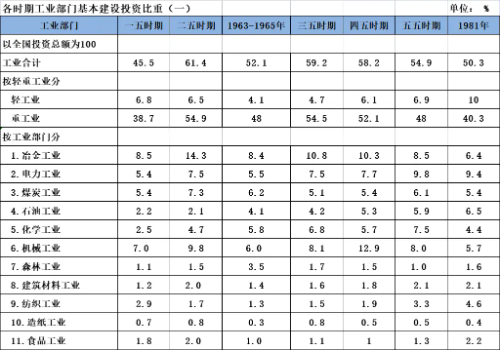 各时期工业部门基本建设投资比重（一） 单位： %
工业部门 一五时期 二五时期 1963-1965年 三五时期 四五时期 五五时期 1981年
以全国投资总额为100
工业合计 45.5 61.4 52.1 59.2 58.2 54.9 50.3
按轻重工业分
轻工业 6.8 6.5 4.1 4.7 6.1 6.9 10
重工业 38.7 54.9 48 54.5 52.1 48 40.3
按工业部门分
1.冶金工业 8.5 14.3 8.4 10.8 10.3 8.5 6.4
2.电力工业 5.4 7.5 5.5 7.5 7.7 9.8 9.4
3.煤炭工业 5.4 7.3 6.2 5.1 5.4 6.1 5.4
4.石油工业 2.2 2.1 4.1 4.2 5.3 5.9 6.5
5.化学工业 2.5 4.7 5.8 6.8 5.7 7.5 4.4
6.机械工业 7.0 9.8 6.0 8.1 12.9 8.0 5.7
7.森林工业 1.1 1.5 3.5 1.7 1.5 1.0 1.6
8.建筑材料工业 1.2 2.0 1.4 1.6 1.8 2.1 2.1
9.纺织工业 2.9 1.7 1.3 1.5 1.9 3.3 4.6
10.造纸工业 0.7 0.8 0.3 0.8 0.5 0.5 0.4
11.食品工业 1.8 2.0 1.0 1.1 1 1.3 2.2